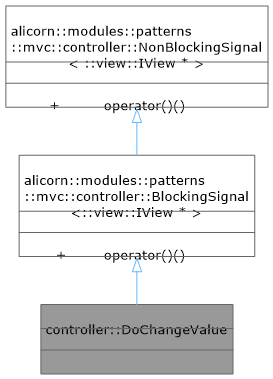 alicorn::modules::patterns
::mvc::controller::NonBlockingSignal
< ::view::IView * >
+ operator()()
alicorn::modules::patterns
::mvc::controller::BlockingSignal
<::view::IView * >
+ operator()()
controller::DoChangeValue